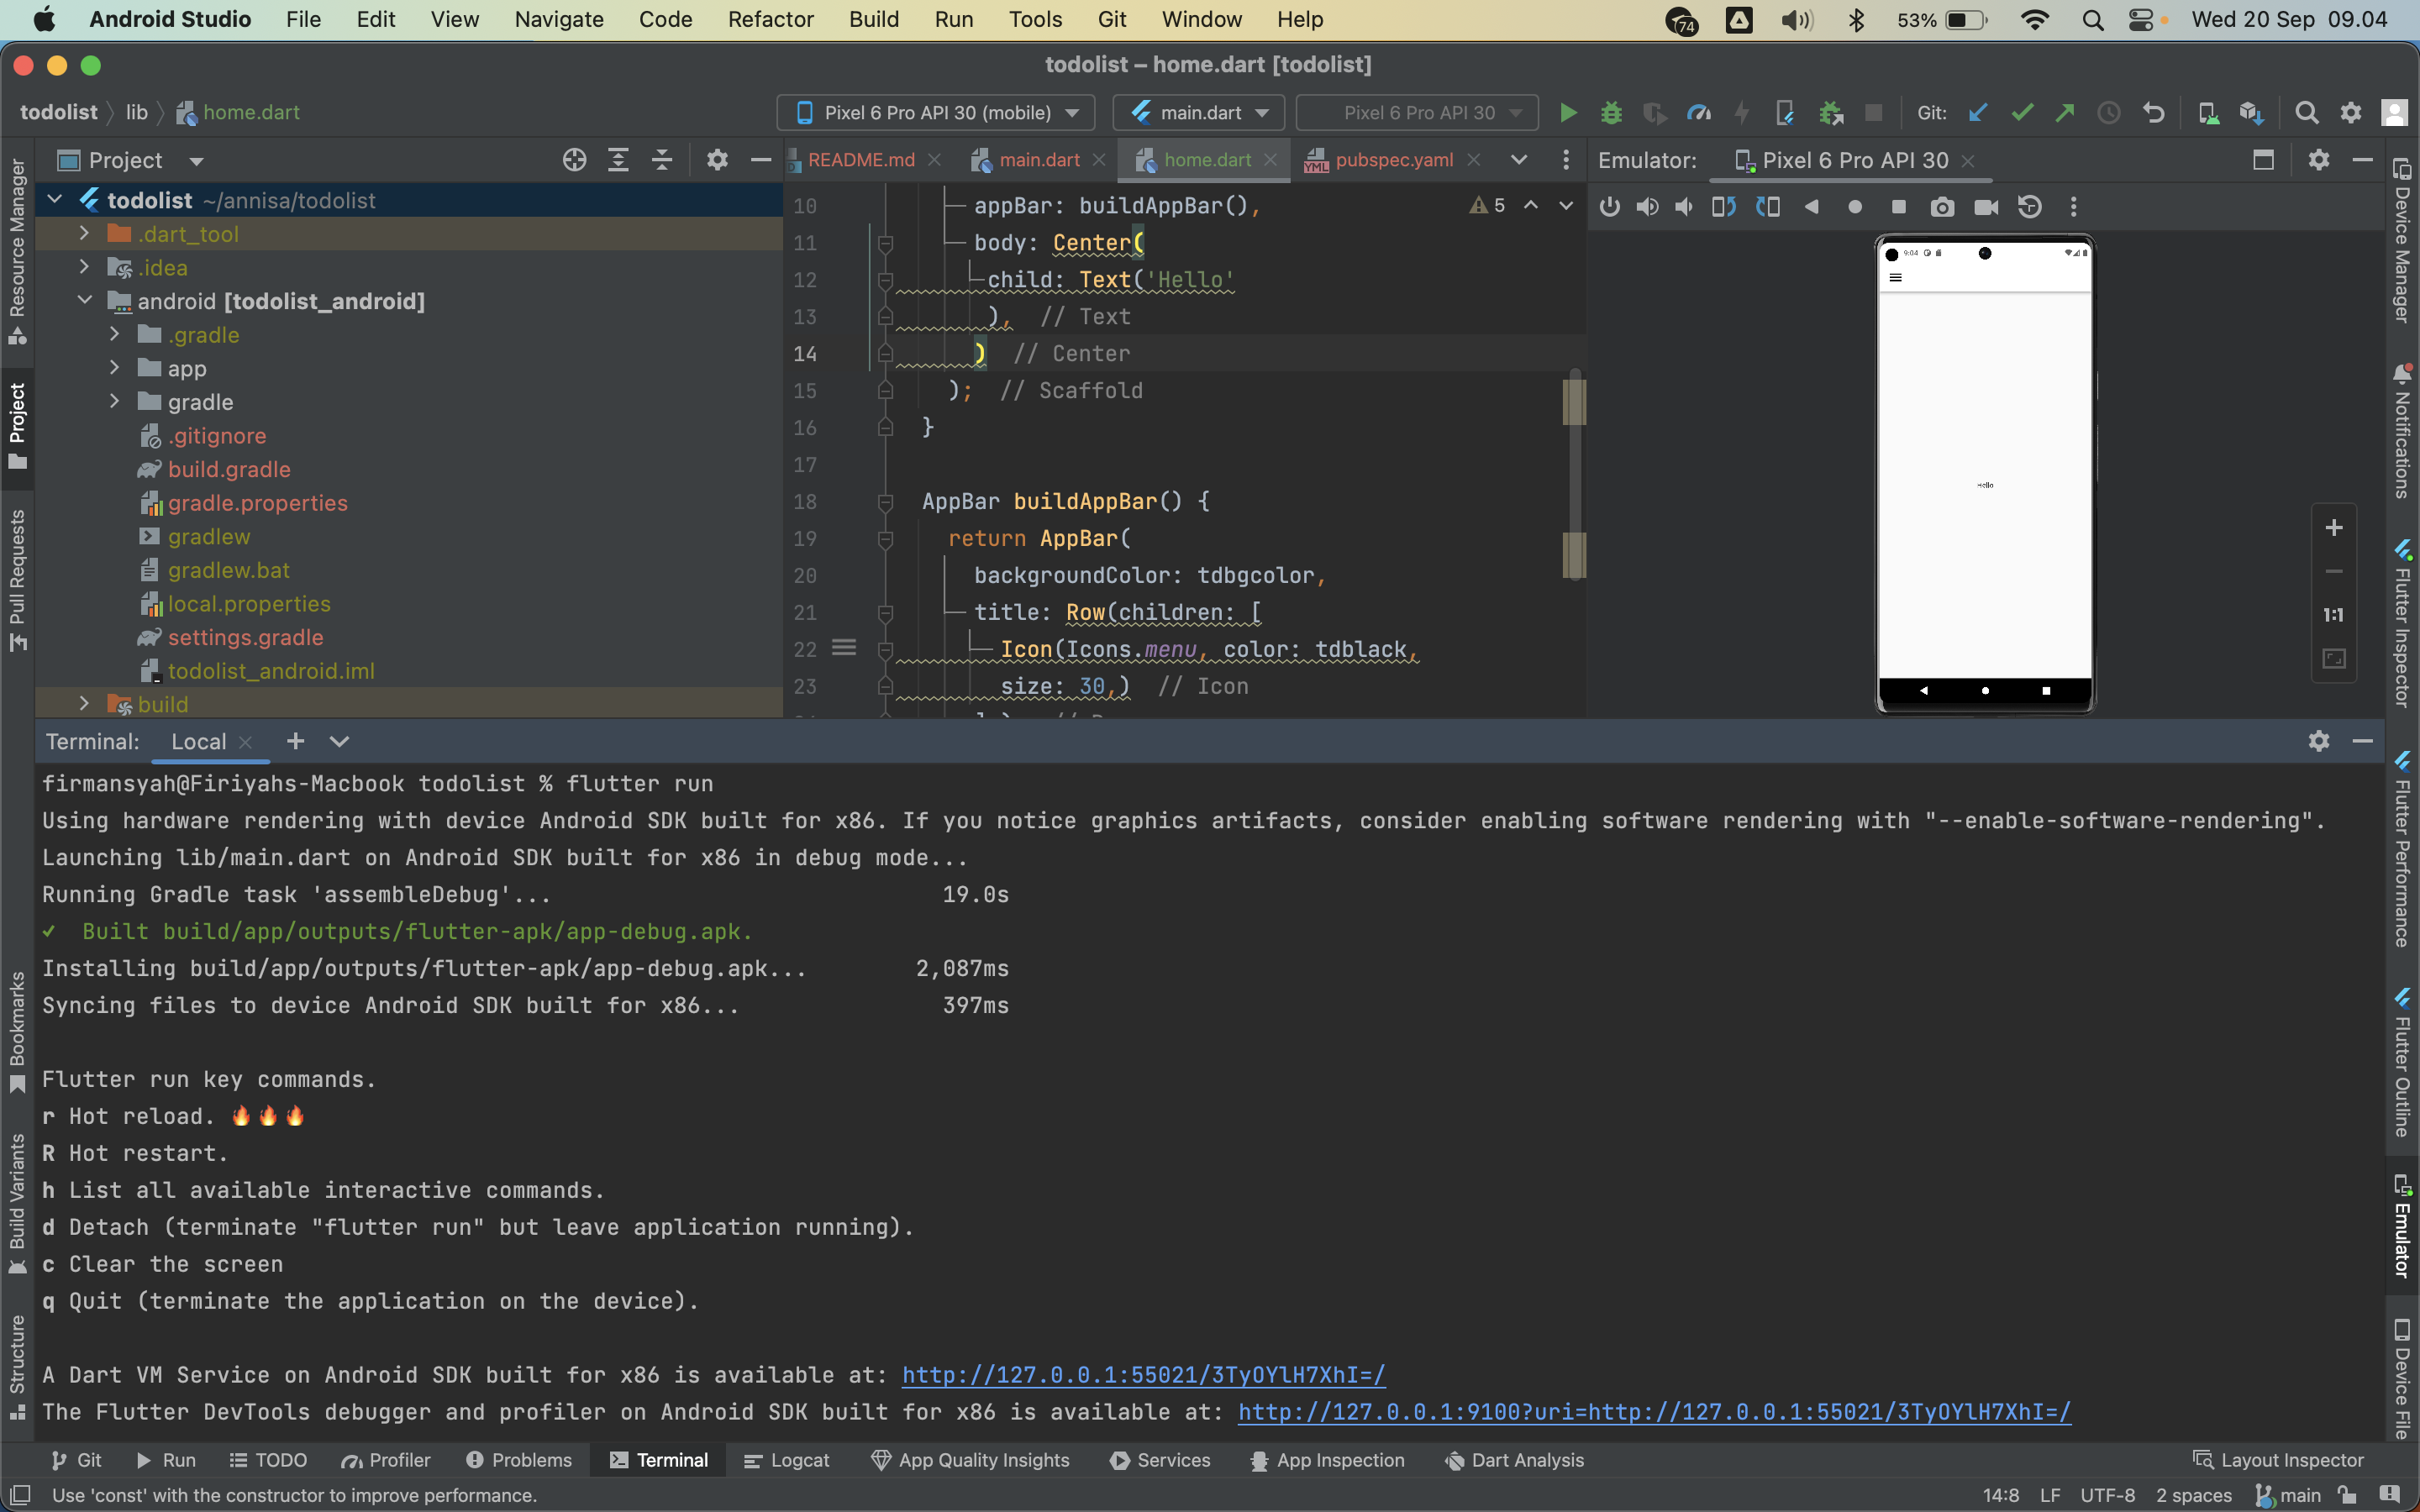 Android Studio File Edit View Navigate Code Refactor Build Run Tools Git Window Help 74 53% Wed 20 Sep 09.04
todolist – home.dart [todolist]
todolist lib home.dart Pixel 6 Pro API 30 (mobile) main.dart Pixel 6 Pro API 30 Git:
Project
README.md main.dart home.dart pubspec.yaml
Emulator: Pixel 6 Pro API 30
Resource Manager
Project
Pull Requests
Bookmarks
Build Variants
Structure
todolist ~/annisa/todolist
.dart_tool
.idea
android [todolist_android]
.gradle
app
gradle
.gitignore
build.gradle
gradle.properties
gradlew
gradlew.bat
local.properties
settings.gradle
todolist_android.iml
build
10 appBar: buildAppBar(),
5
11 body: Center(
12 child: Text('Hello'
13 ), // Text
14 ) // Center
15 ); // Scaffold
16 }
17
18 AppBar buildAppBar() {
19 return AppBar(
20 backgroundColor: tdbgcolor,
21 title: Row(children: [
22 Icon(Icons.menu, color: tdblack,
23 size: 30,) // Icon
9:04
Hello
1:1
Device Manager
Notifications
Flutter Inspector
Flutter Performance
Flutter Outline
Emulator
Device File
Terminal: Local
firmansyah@Firiyahs-Macbook todolist % flutter run
Using hardware rendering with device Android SDK built for x86. If you notice graphics artifacts, consider enabling software rendering with "--enable-software-rendering".
Launching lib/main.dart on Android SDK built for x86 in debug mode...
Running Gradle task 'assembleDebug'... 19.0s
✓ Built build/app/outputs/flutter-apk/app-debug.apk.
Installing build/app/outputs/flutter-apk/app-debug.apk... 2,087ms
Syncing files to device Android SDK built for x86... 397ms
Flutter run key commands.
r Hot reload. 🔥🔥🔥
R Hot restart.
h List all available interactive commands.
d Detach (terminate "flutter run" but leave application running).
c Clear the screen
q Quit (terminate the application on the device).
A Dart VM Service on Android SDK built for x86 is available at: http://127.0.0.1:55021/3TyOYlH7XhI=/
The Flutter DevTools debugger and profiler on Android SDK built for x86 is available at: http://127.0.0.1:9100?uri=http://127.0.0.1:55021/3TyOYlH7XhI=/
Git Run TODO Profiler Problems Terminal Logcat App Quality Insights Services App Inspection Dart Analysis Layout Inspector
Use 'const' with the constructor to improve performance. 14:8 LF UTF-8 2 spaces main